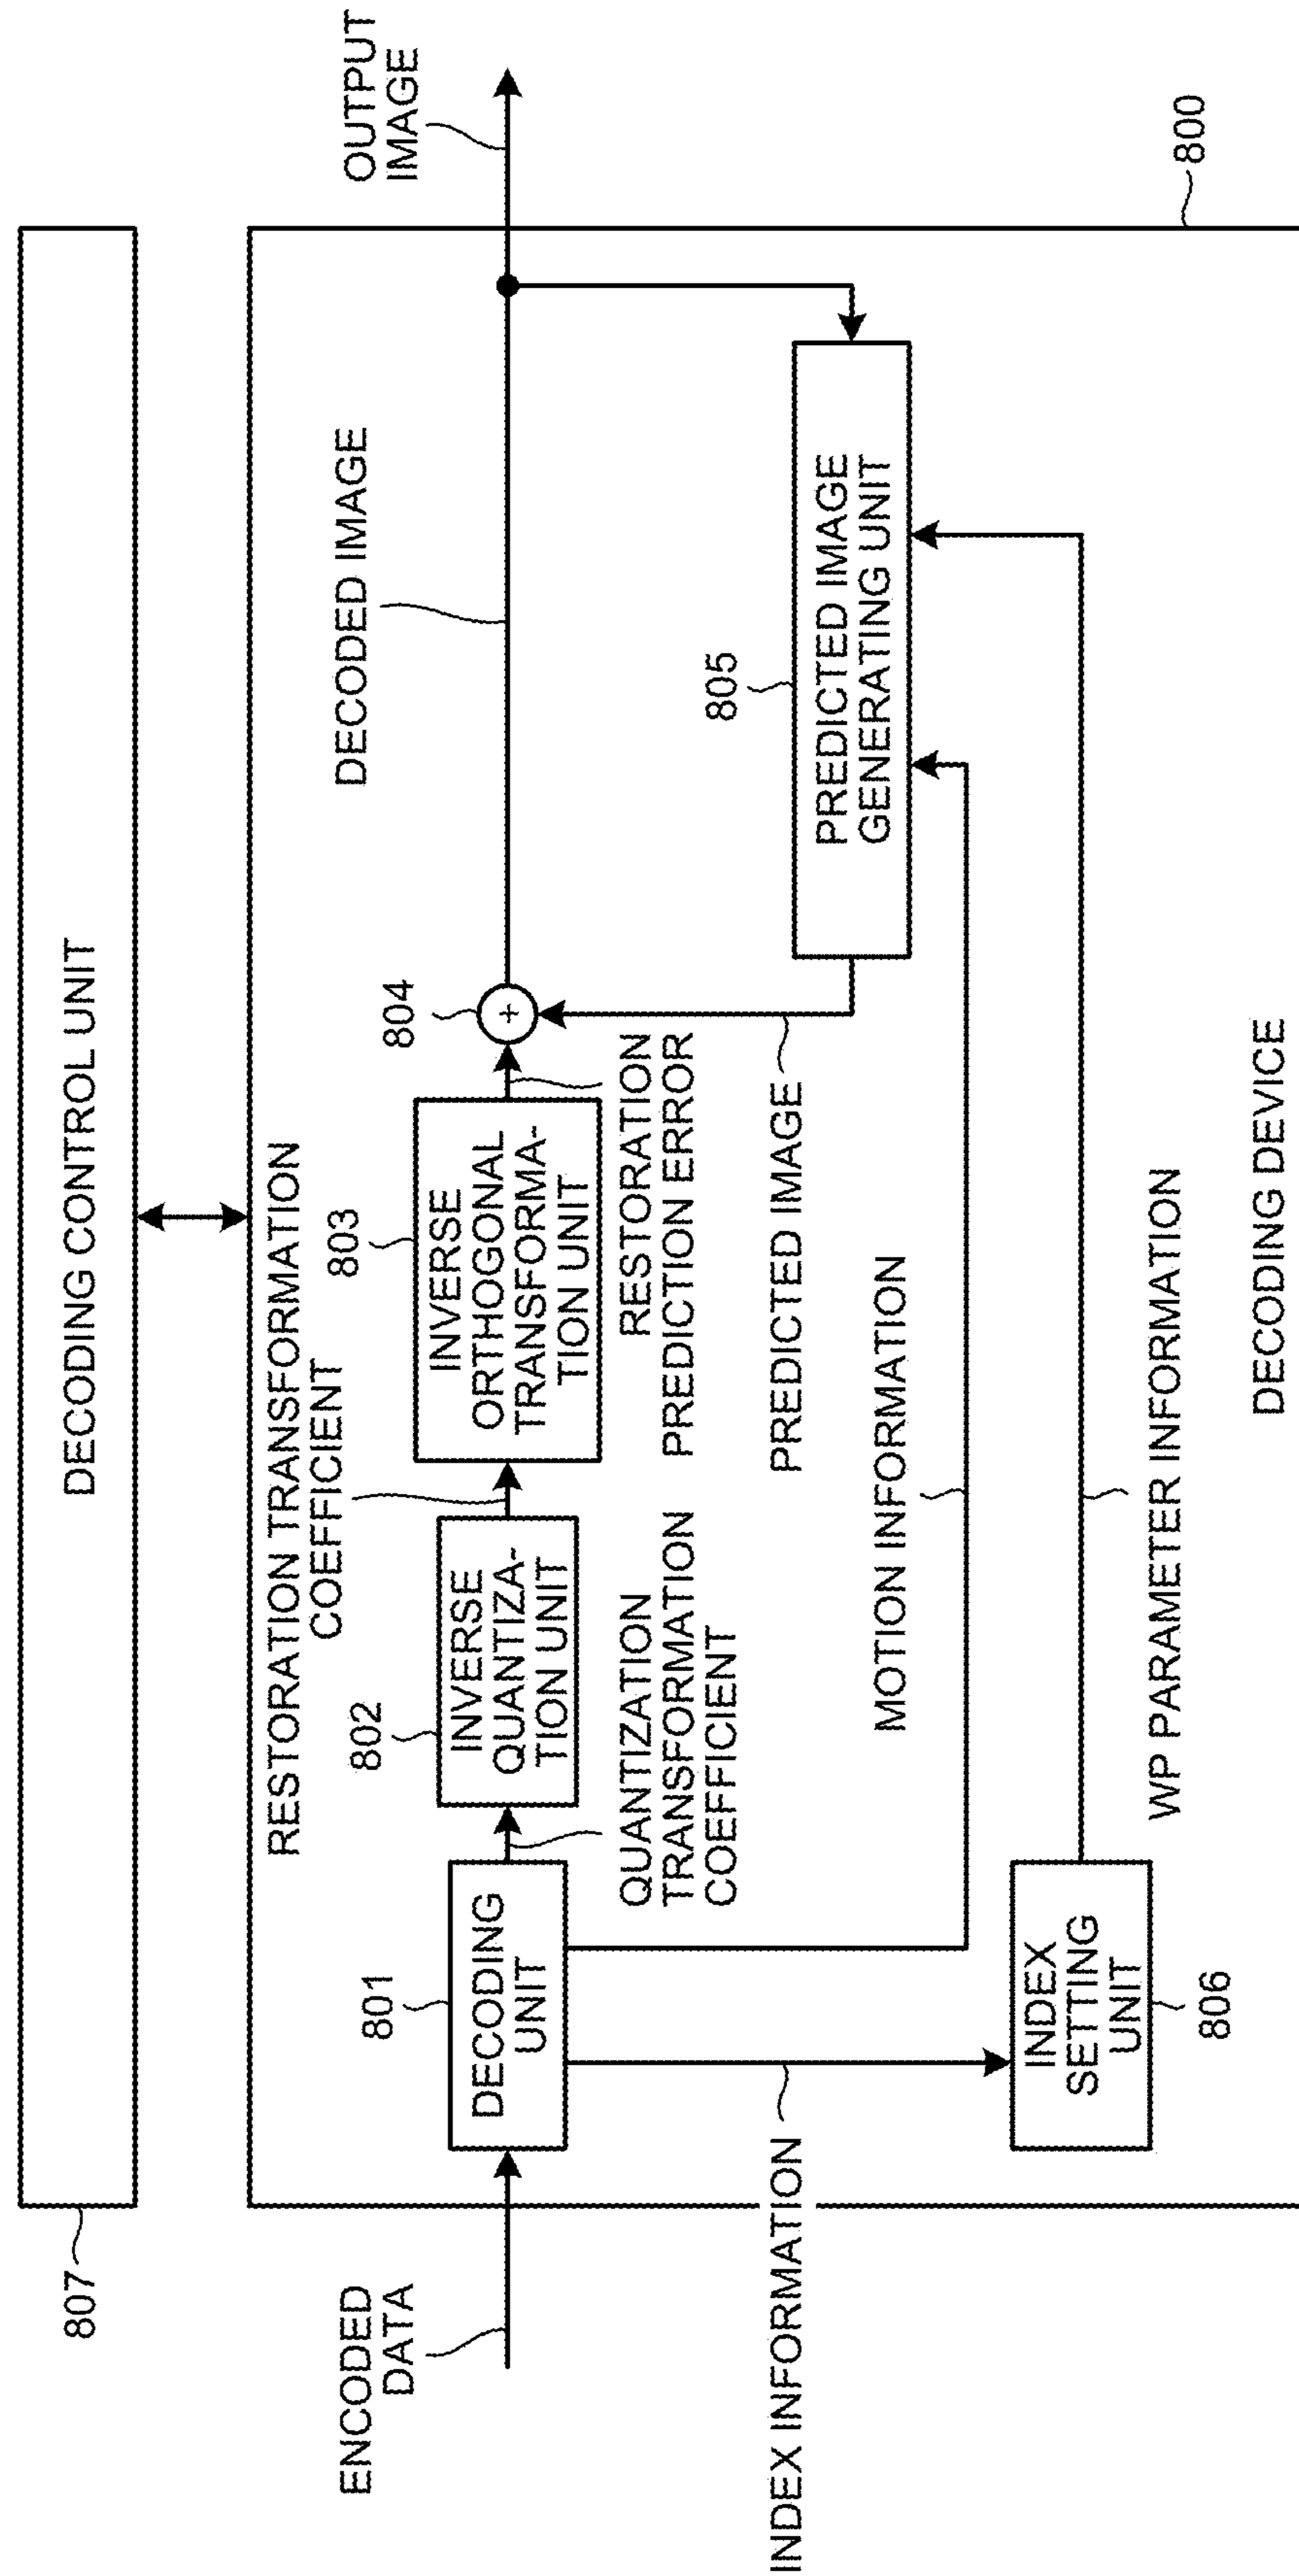 807
DECODING CONTROL UNIT
ENCODED
DATA
801
DECODING
UNIT
QUANTIZATION
TRANSFORMATION
COEFFICIENT
802
INVERSE
QUANTIZA-
TION UNIT
RESTORATION TRANSFORMATION
COEFFICIENT
803
INVERSE
ORTHOGONAL
TRANSFORMA-
TION UNIT
RESTORATION
PREDICTION ERROR
804
+
DECODED IMAGE
OUTPUT
IMAGE
805
PREDICTED IMAGE
GENERATING UNIT
PREDICTED IMAGE
MOTION INFORMATION
INDEX INFORMATION
INDEX
SETTING
UNIT
806
WP PARAMETER INFORMATION
DECODING DEVICE
800